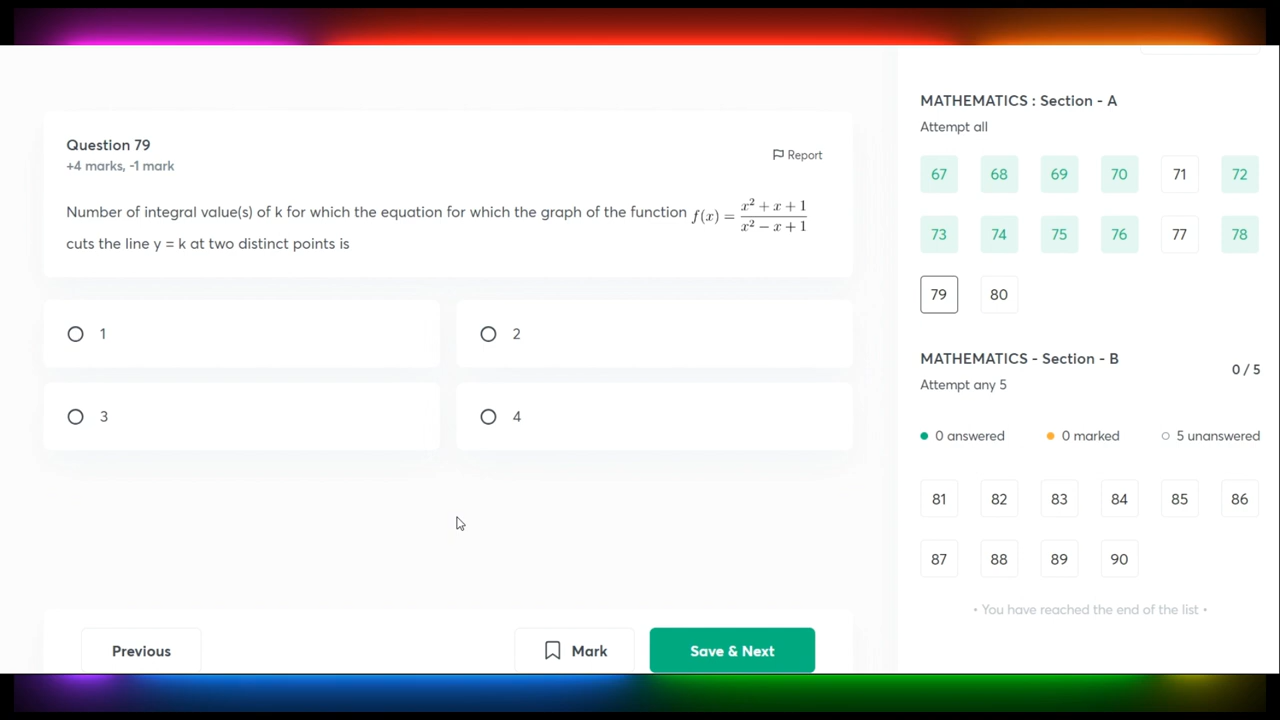 Question 79
+4 marks, -1 mark
Report
Number of integral value(s) of k for which the equation for which the graph of the function f(x) = \frac{x^2 + x + 1}{x^2 - x + 1}
cuts the line y = k at two distinct points is
1
2
3
4
Previous
Mark
Save & Next
MATHEMATICS : Section - A
Attempt all
67 68 69 70 71 72
73 74 75 76 77 78
79 80
MATHEMATICS - Section - B
0 / 5
Attempt any 5
0 answered 0 marked 5 unanswered
81 82 83 84 85 86
87 88 89 90
• You have reached the end of the list •